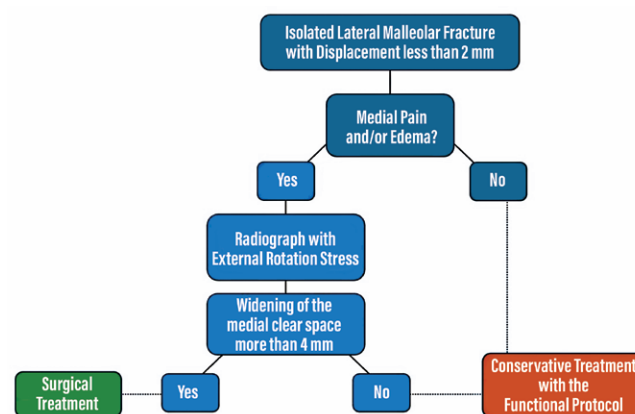 Isolated Lateral Malleolar Fracture
with Displacement less than 2 mm
Medial Pain
and/or Edema?
Yes
No
Radiograph with
External Rotation Stress
Widening of the
medial clear space
more than 4 mm
Surgical
Treatment
Yes
No
Conservative Treatment
with the
Functional Protocol